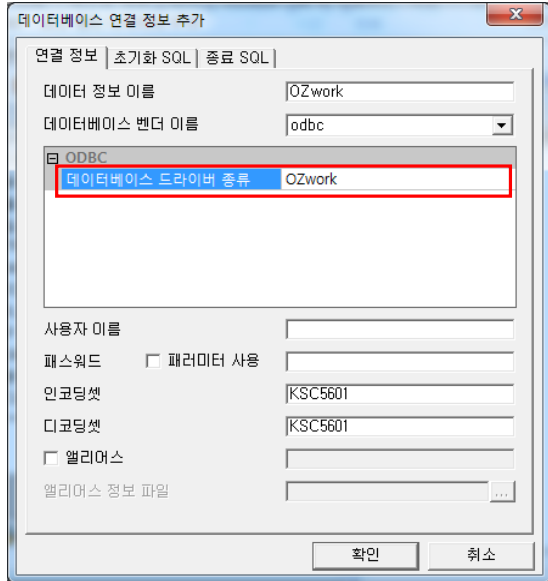 데이터베이스 연결 정보 추가
연결 정보 초기화 SQL 종료 SQL
데이터 정보 이름 OZwork
데이터베이스 벤더 이름 odbc
ODBC
데이터베이스 드라이버 종류 OZwork
사용자 이름
패스워드 패러미터 사용
인코딩셋 KSC5601
디코딩셋 KSC5601
앨리어스
앨리어스 정보 파일 ...
확인 취소